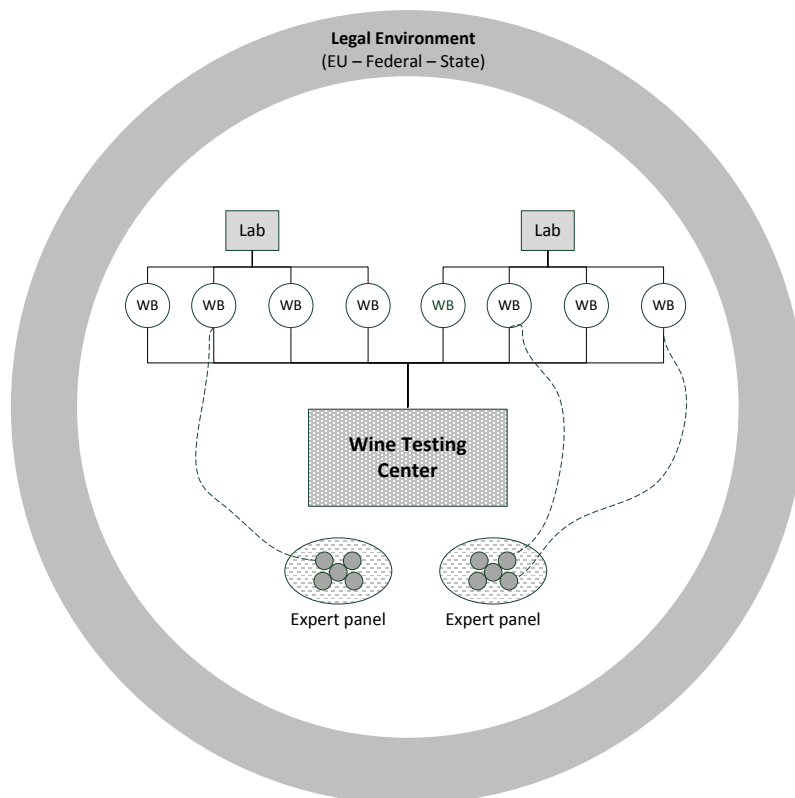 Legal Environment
(EU – Federal – State)
Lab
Lab
WB
WB
WB
WB
WB
WB
WB
WB
Wine Testing
Center
Expert panel
Expert panel